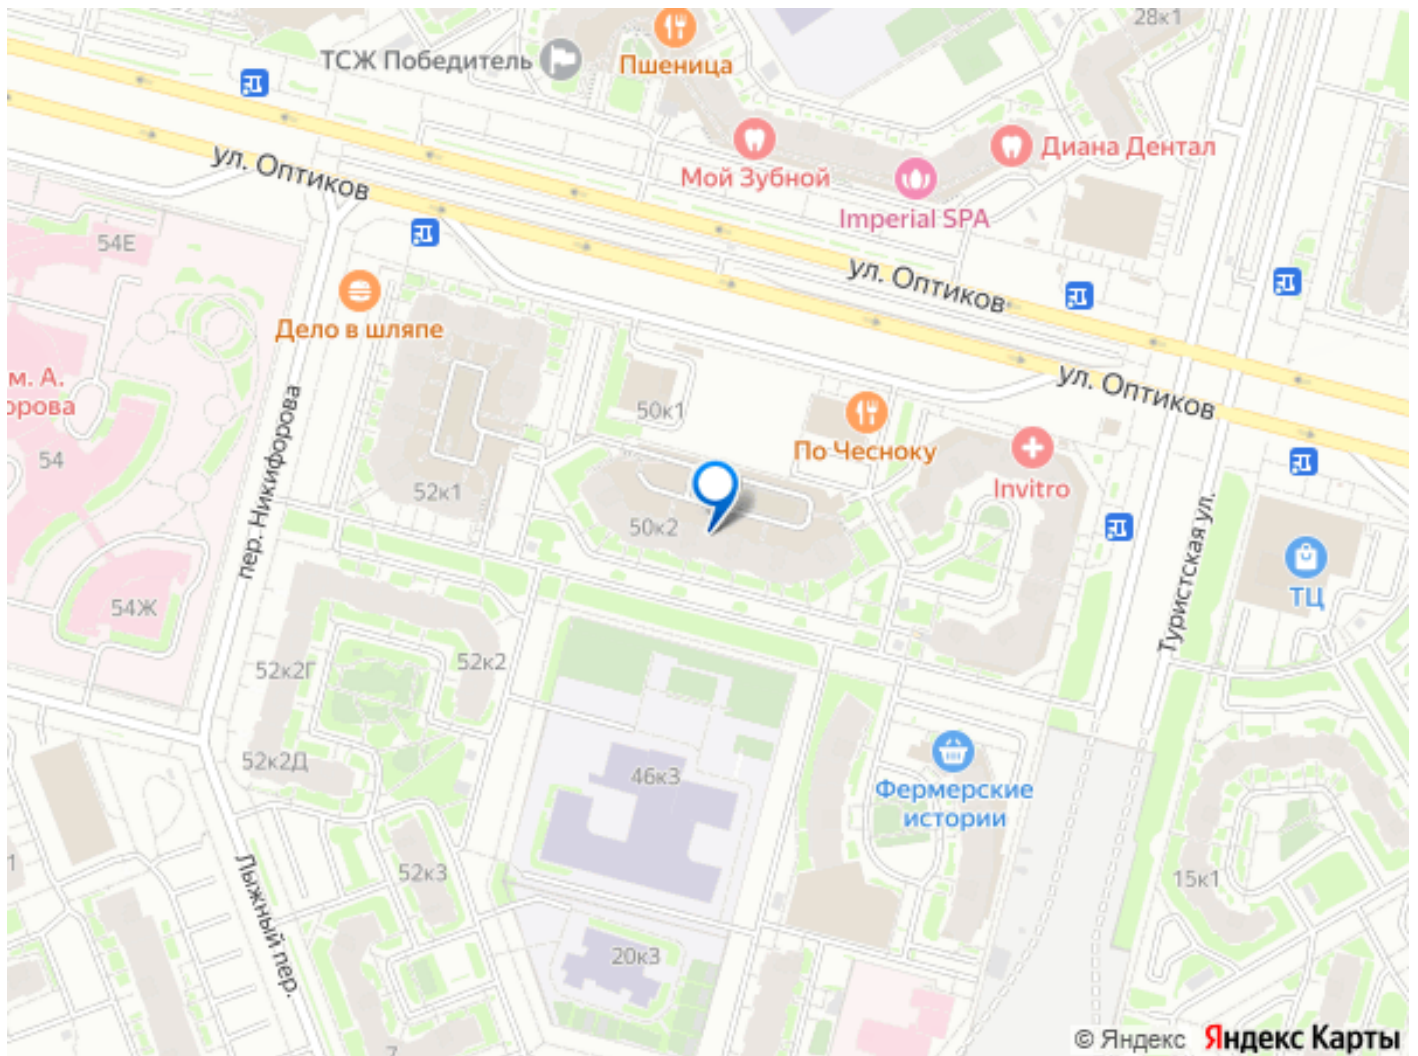 28к1
ТСЖ Победитель
Пшеница
ул. Оптиков
Мой Зубной
Диана Дентал
Imperial SPA
54Е
ул. Оптиков
Дело в шляпе
м. А.
орова
50к1
ул. Оптиков
По Чесноку
54
пер. Никифорова
52к1
Invitro
50к2
Туристская ул.
ТЦ
54Ж
52к2Г
52к2
52к2Д
46к3
Фермерские
истории
1
52к3
15к1
Лыжный пер.
20к3
7
© Яндекс Яндекс Карты